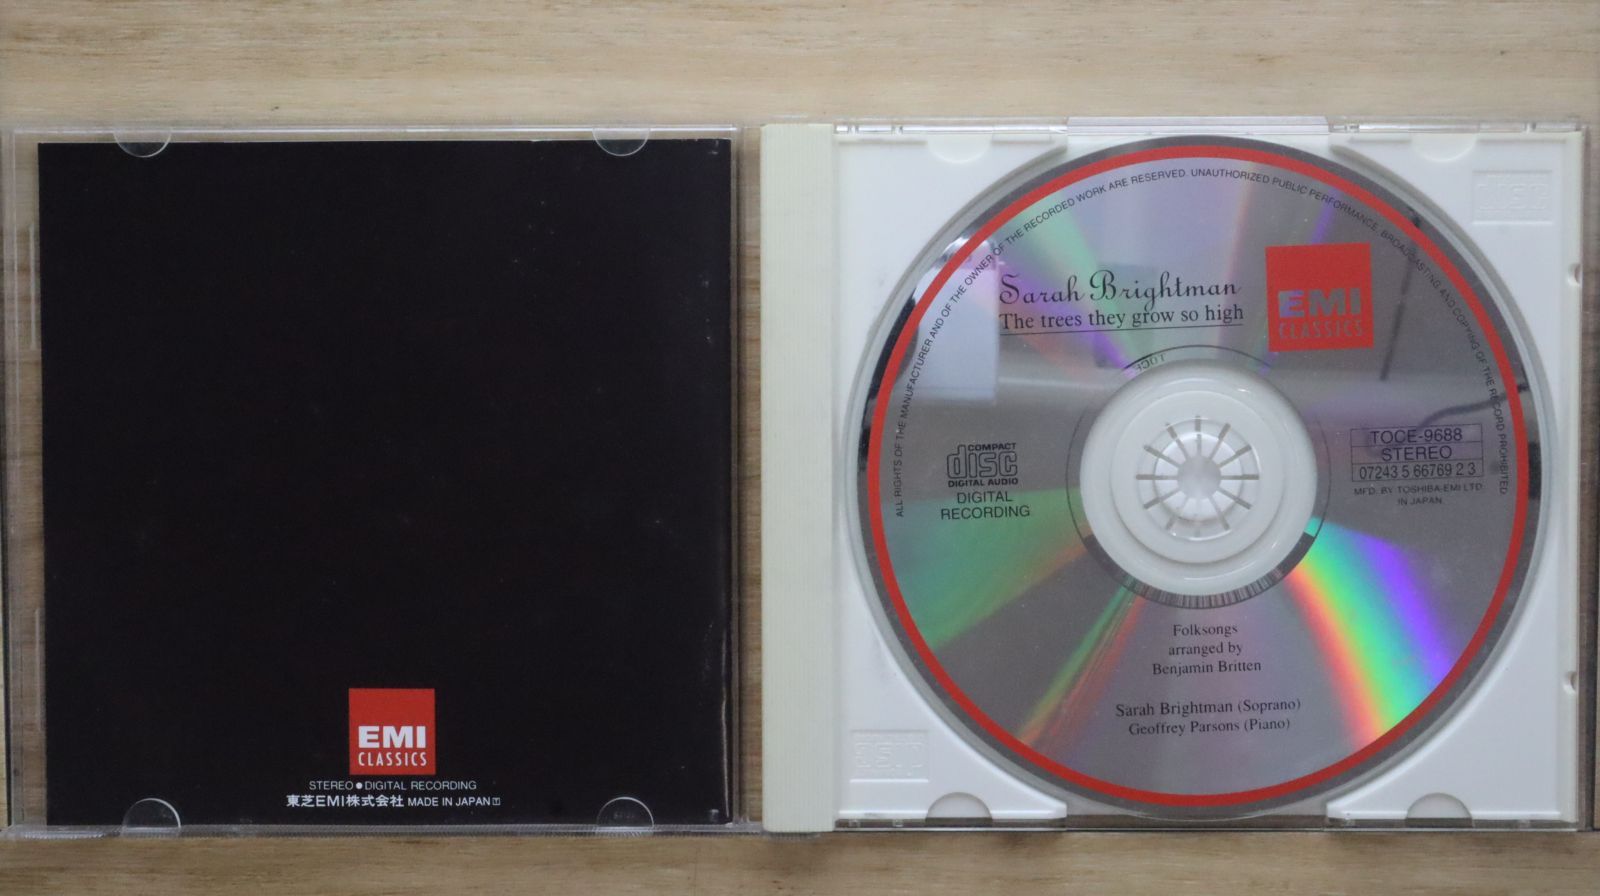 EMI
CLASSICS
STEREO●DIGITAL RECORDING
東芝EMI株式会社 MADE IN JAPAN Ⓣ
ALL RIGHTS OF THE MANUFACTURER AND OF THE OWNER OF THE RECORDED WORK ARE RESERVED. UNAUTHORIZED PUBLIC PERFORMANCE, BROADCASTING AND COPYING OF THE RECORD PROHIBITED
Sarah Brightman
The trees they grow so high
EMI
CLASSICS
COMPACT
disc
DIGITAL AUDIO
DIGITAL
RECORDING
TOCE-9688
STEREO
07243 5 66769 2 3
MFD. BY TOSHIBA-EMI LTD.
IN JAPAN
Folksongs
arranged by
Benjamin Britten
Sarah Brightman (Soprano)
Geoffrey Parsons (Piano)